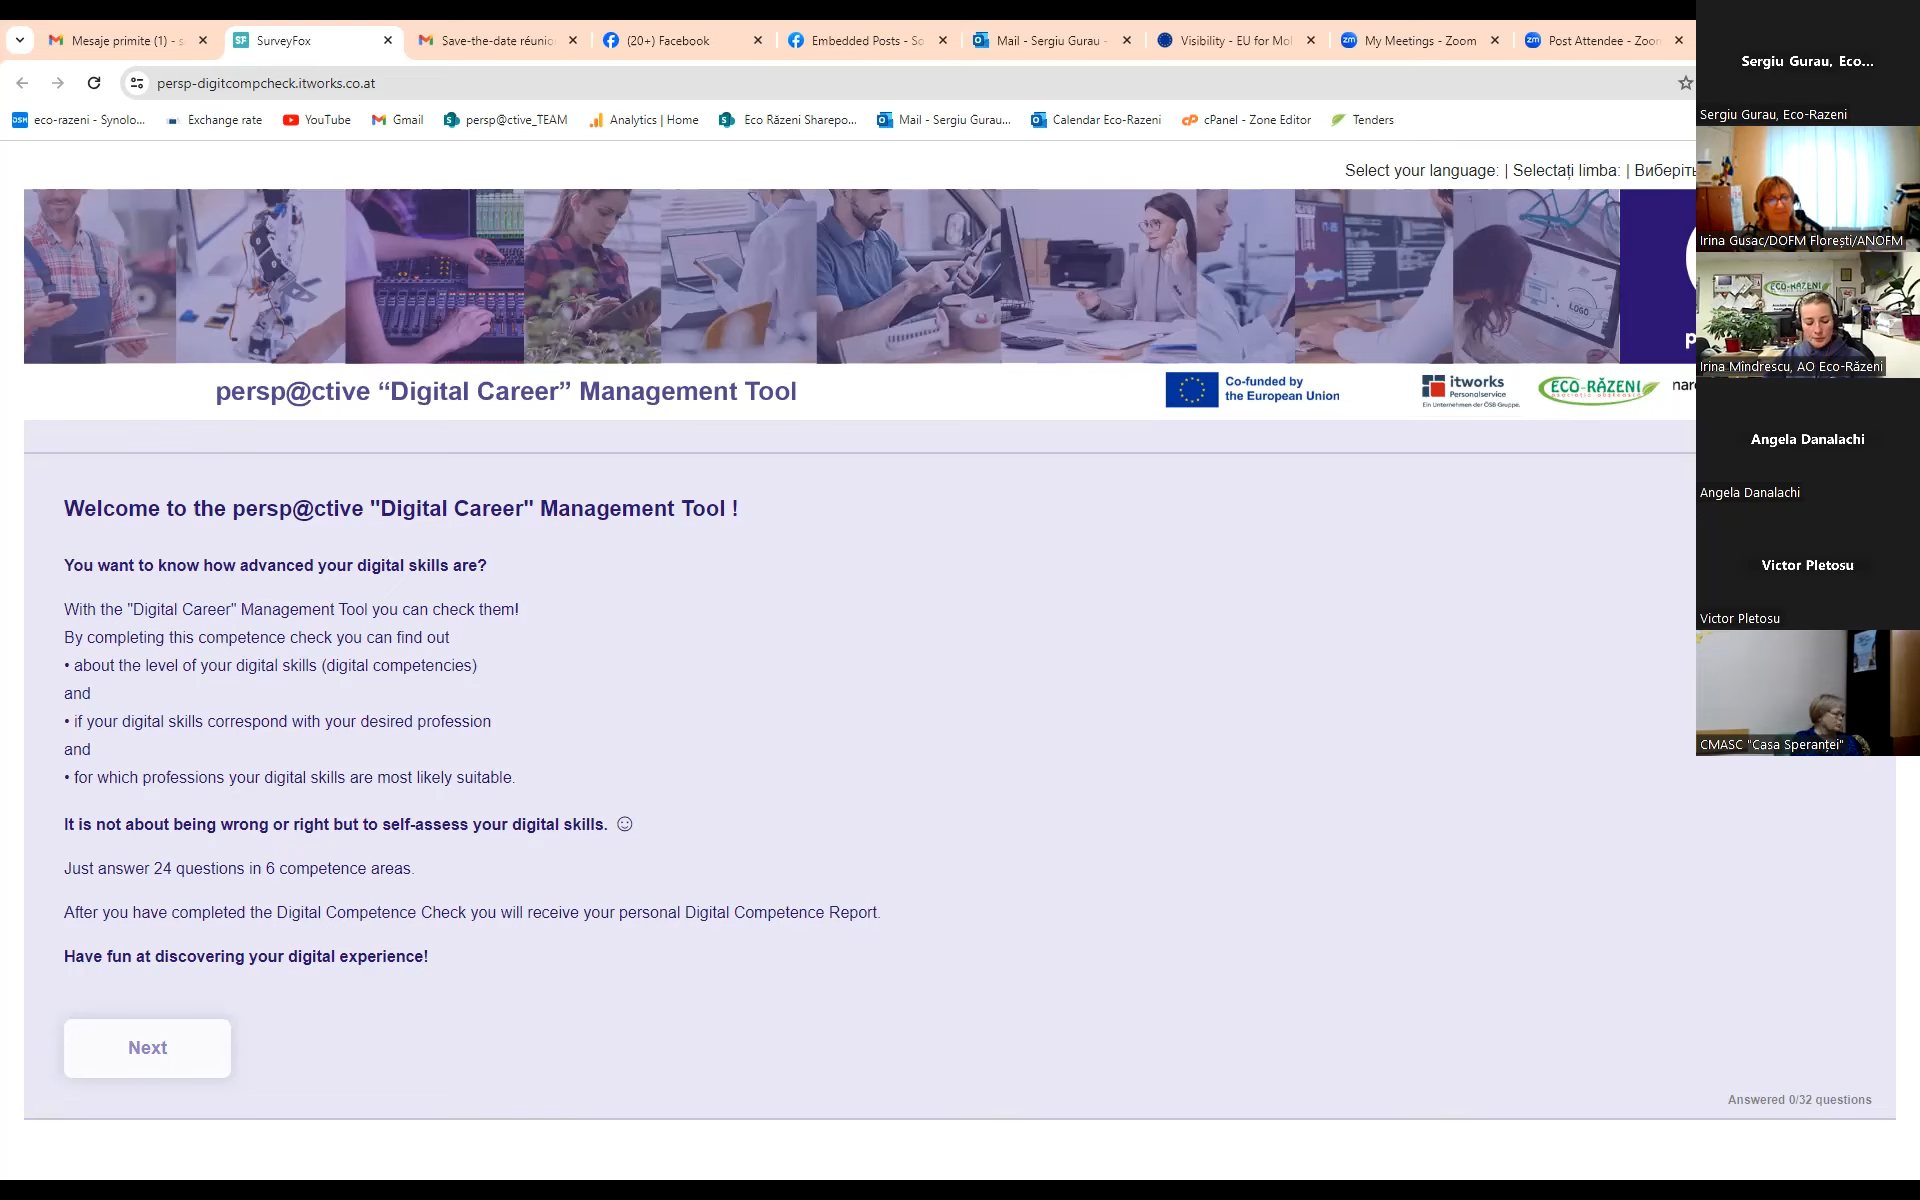 Mesaje primite (1) - s
SurveyFox
Save-the-date réunio
(20+) Facebook
Embedded Posts - So
Mail - Sergiu Gurau -
Visibility - EU for Mol
My Meetings - Zoom
Post Attendee - Zoom
persp-digitcompcheck.itworks.co.at
eco-razeni - Synolo...
Exchange rate
YouTube
Gmail
persp@ctive_TEAM
Analytics | Home
Eco Răzeni Sharepo...
Mail - Sergiu Gurau...
Calendar Eco-Razeni
cPanel - Zone Editor
Tenders
Select your language: | Selectați limba: | Виберіть
LOGO
persp@ctive “Digital Career” Management Tool
Co-funded by
the European Union
itworks
Personalservice
Ein Unternehmen der ÖSB Gruppe.
ECO-RĂZENI
asociația obștească
Welcome to the persp@ctive "Digital Career" Management Tool !
You want to know how advanced your digital skills are?
With the "Digital Career" Management Tool you can check them!
By completing this competence check you can find out
• about the level of your digital skills (digital competencies)
and
• if your digital skills correspond with your desired profession
and
• for which professions your digital skills are most likely suitable.
It is not about being wrong or right but to self-assess your digital skills. ☺
Just answer 24 questions in 6 competence areas.
After you have completed the Digital Competence Check you will receive your personal Digital Competence Report.
Have fun at discovering your digital experience!
Next
Answered 0/32 questions
Sergiu Gurau, Eco...
Sergiu Gurau, Eco-Razeni
Irina Gusac/DOFM Florești/ANOFM
ECO-RĂZENI
Irina Mîndrescu, AO Eco-Răzeni
Angela Danalachi
Angela Danalachi
Victor Pletosu
Victor Pletosu
CMASC "Casa Speranței"